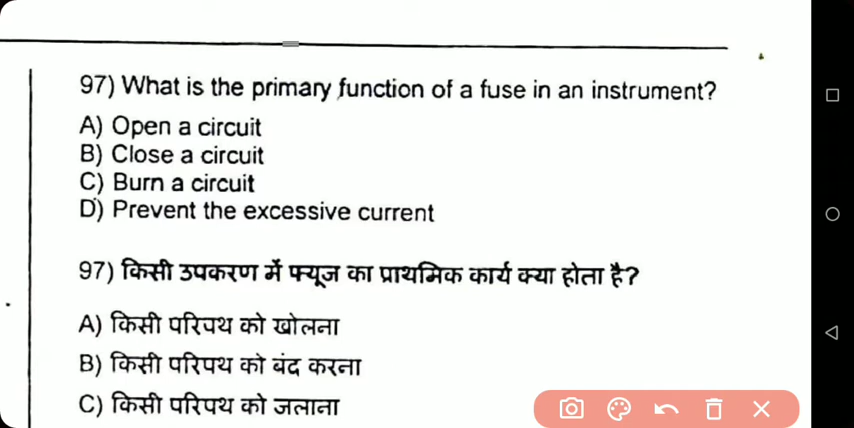 97) What is the primary function of a fuse in an instrument?
A) Open a circuit
B) Close a circuit
C) Burn a circuit
D) Prevent the excessive current
97) किसी उपकरण में फ्यूज का प्राथमिक कार्य क्या होता है?
A) किसी परिपथ को खोलना
B) किसी परिपथ को बंद करना
C) किसी परिपथ को जलाना